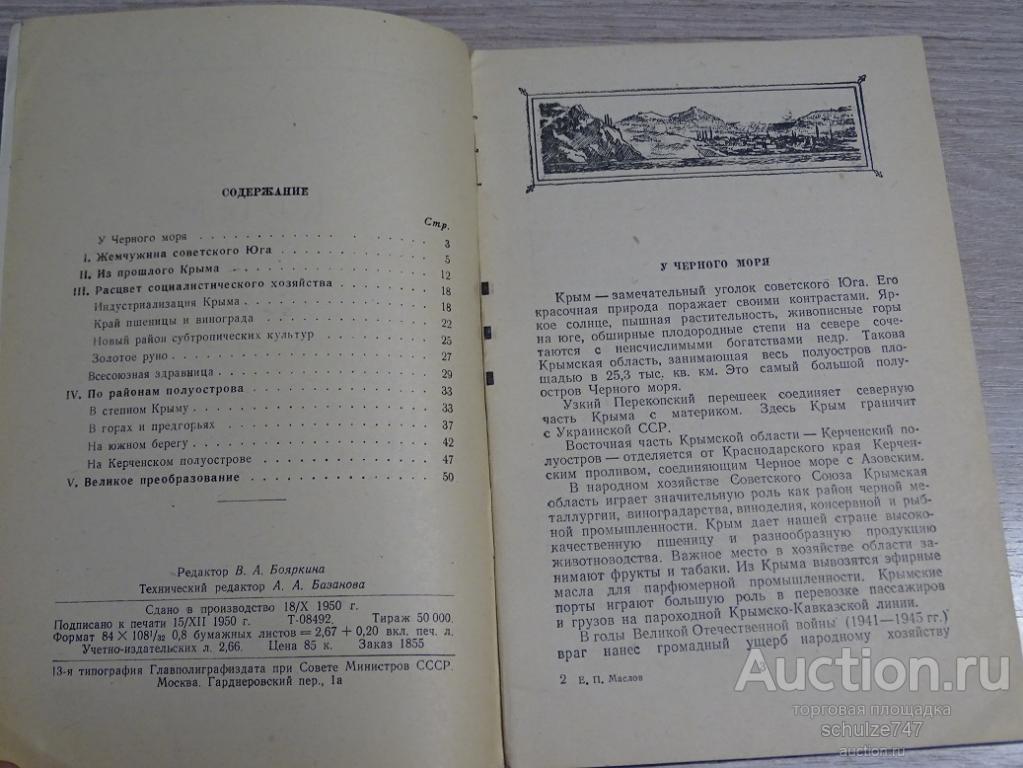 СОДЕРЖАНИЕ
Стр.
У Черного моря 3
I. Жемчужина советского Юга 5
II. Из прошлого Крыма 12
III. Расцвет социалистического хозяйства 18
Индустриализация Крыма 18
Край пшеницы и винограда 22
Новый район субтропических культур 25
Золотое руно 27
Всесоюзная здравница 29
IV. По районам полуострова 33
В степном Крыму 33
В горах и предгорьях 37
На южном берегу 42
На Керченском полуострове 47
V. Великое преобразование 50
Редактор В. А. Бояркина
Технический редактор А. А. Базанова
Сдано в производство 18/X 1950 г.
Подписано к печати 15/XII 1950 г. Т-08492. Тираж 50 000.
Формат 84 × 108¹/₃₂ 0,8 бумажных листов = 2,67 + 0,20 вкл. печ. л.
Учетно-издательских л. 2,66. Цена 85 к. Заказ 1855
13-я типография Главполиграфиздата при Совете Министров СССР.
Москва. Гарднеровский пер., 1а
У ЧЕРНОГО МОРЯ
Крым — замечательный уголок советского Юга. Его
красочная природа поражает своими контрастами. Яр-
кое солнце, пышная растительность, живописные горы
на юге, обширные плодородные степи на севере соче-
таются с неисчислимыми богатствами недр. Такова
Крымская область, занимающая весь полуостров пло-
щадью в 25,3 тыс. кв. км. Это самый большой полу-
остров Черного моря.
Узкий Перекопский перешеек соединяет северную
часть Крыма с материком. Здесь Крым граничит
с Украинской ССР.
Восточная часть Крымской области — Керченский по-
луостров — отделяется от Краснодарского края Керчен-
ским проливом, соединяющим Черное море с Азовским.
В народном хозяйстве Советского Союза Крымская
область играет значительную роль как район черной ме-
таллургии, виноградарства, виноделия, консервной и рыб-
ной промышленности. Крым дает нашей стране высоко-
качественную пшеницу и разнообразную продукцию
животноводства. Важное место в хозяйстве области за-
нимают фрукты и табаки. Из Крыма вывозятся эфирные
масла для парфюмерной промышленности. Крымские
порты играют большую роль в перевозке пассажиров
и грузов на пароходной Крымско-Кавказской линии.
В годы Великой Отечественной войны (1941—1945 гг.)
враг нанес громадный ущерб народному хозяйству
3
2 Е. П. Маслов
Auction.ru
торговая площадка
schulze747
auction.ru